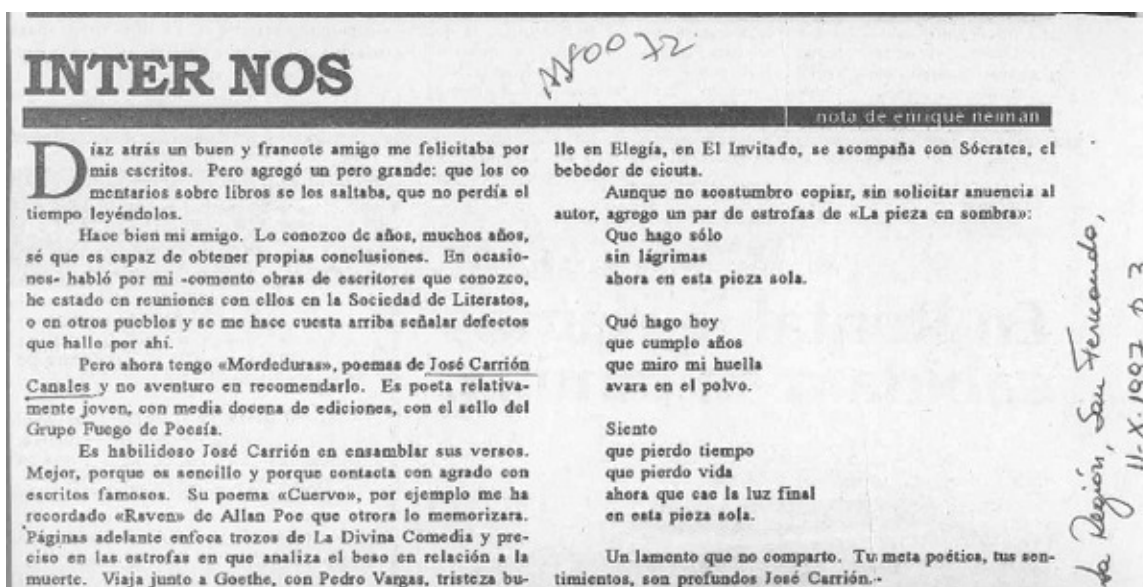 INTER NOS
nota de enrique neiman
Díaz atrás un buen y francote amigo me felicitaba por
mis escritos. Pero agregó un pero grande: que los co
mentarios sobre libros se los saltaba, que no perdía el
tiempo leyéndolos.
Hace bien mi amigo. Lo conozco de años, muchos años,
sé que es capaz de obtener propias conclusiones. En ocasio-
nes- habló por mi -comento obras de escritores que conozco,
he estado en reuniones con ellos en la Sociedad de Literatos,
o en otros pueblos y se me hace cuesta arriba señalar defectos
que hallo por ahí.
Pero ahora tengo «Mordeduras», poemas de José Carrión
Canales y no aventuro en recomendarlo. Es poeta relativa-
mente joven, con media docena de ediciones, con el sello del
Grupo Fuego de Poesía.
Es habilidoso José Carrión en ensamblar sus versos.
Mejor, porque es sencillo y porque contacta con agrado con
escritos famosos. Su poema «Cuervo», por ejemplo me ha
recordado «Raven» de Allan Poe que otrora lo memorizara.
Páginas adelante enfoca trozos de La Divina Comedia y pre-
ciso en las estrofas en que analiza el beso en relación a la
muerte. Viaja junto a Goethe, con Pedro Vargas, tristeza bu-
lle en Elegía, en El Invitado, se acompaña con Sócrates, el
bebedor de cicuta.
Aunque no acostumbro copiar, sin solicitar anuencia al
autor, agrego un par de estrofas de «La pieza en sombra»:
Que hago sólo
sin lágrimas
ahora en esta pieza sola.
Qué hago hoy
que cumplo años
que miro mi huella
avara en el polvo.
Siento
que pierdo tiempo
que pierdo vida
ahora que cae la luz final
en esta pieza sola.
Un lamento que no comparto. Tu meta poética, tus sen-
timientos, son profundos José Carrión.-
la Región, San Fernando,
11-X-1997 p. 3